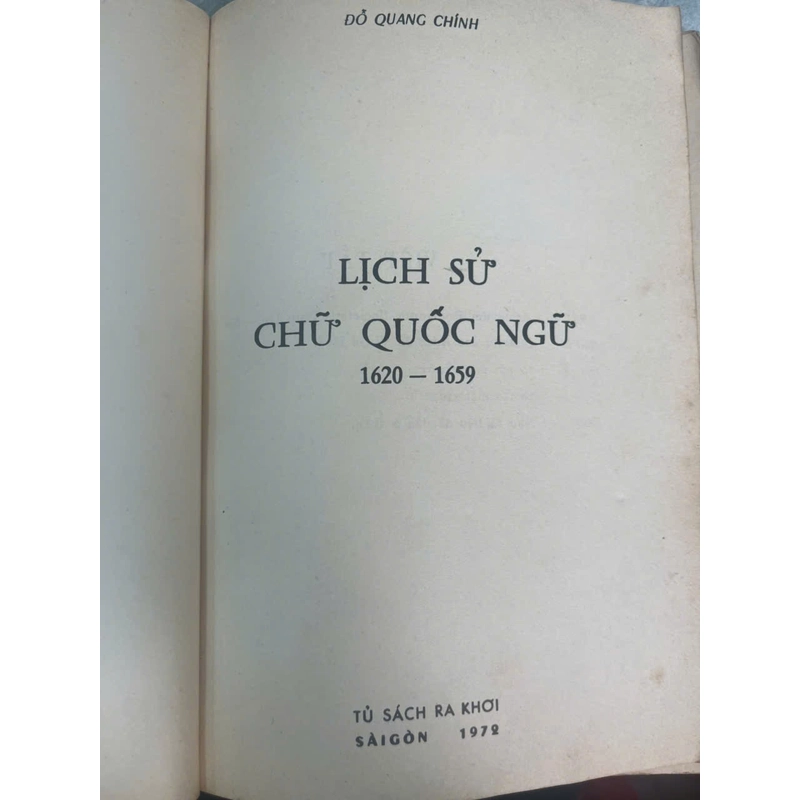 ĐỖ QUANG CHÍNH
LỊCH SỬ
CHỮ QUỐC NGỮ
1620 — 1659
TỦ SÁCH RA KHƠI
SÀIGÒN 1972